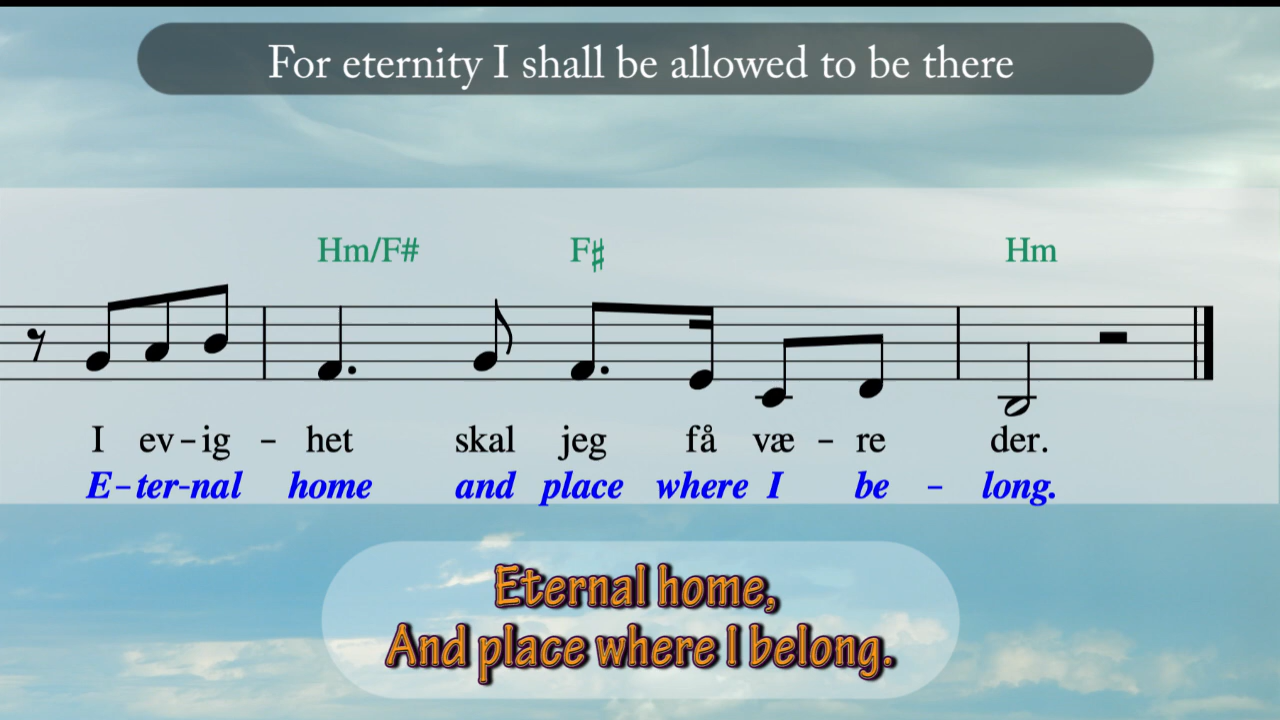 For eternity I shall be allowed to be there
Hm/F# F♯ Hm
I ev-ig - het skal jeg få væ - re der.
E-ter-nal home and place where I be - long.
Eternal home,
And place where I belong.